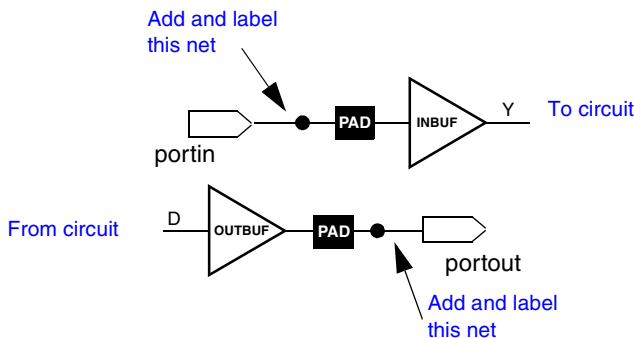 Add and label
this net
PAD
INBUF
Y
To circuit
portin
From circuit
D
OUTBUF
PAD
portout
Add and label
this net